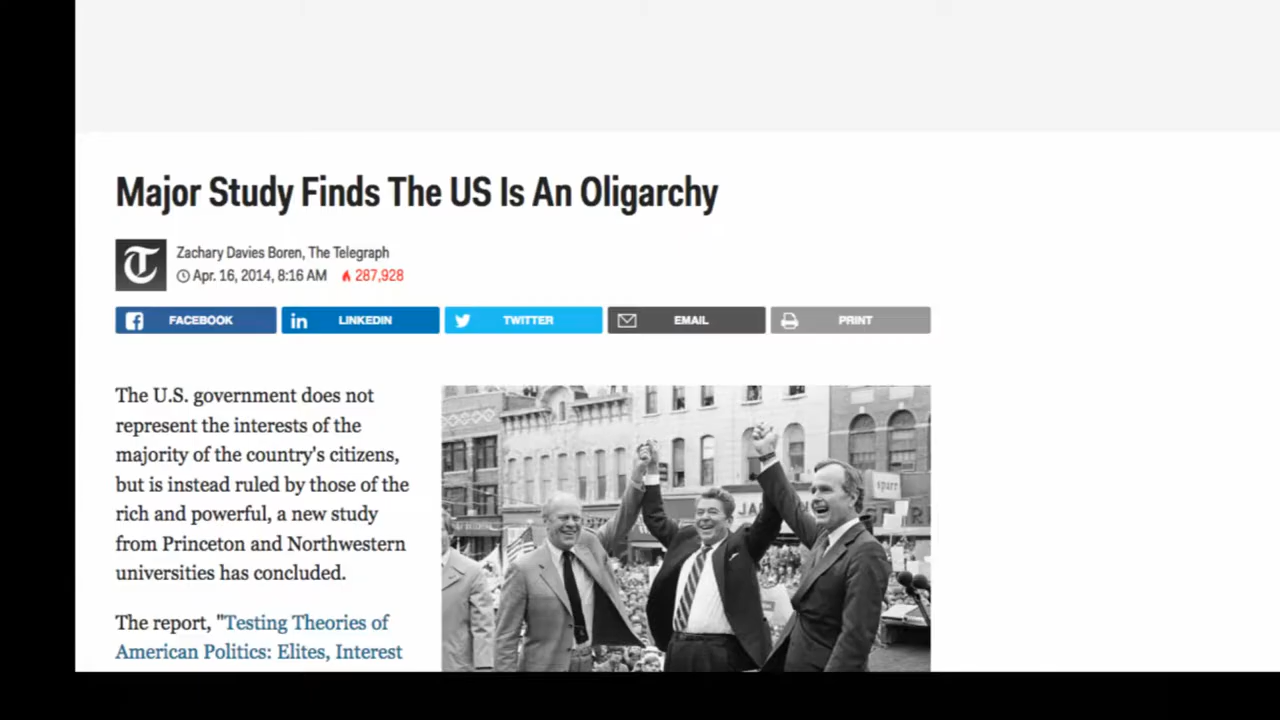 Major Study Finds The US Is An Oligarchy
T
Zachary Davies Boren, The Telegraph
Apr. 16, 2014, 8:16 AM 287,928
FACEBOOK
LINKEDIN
TWITTER
EMAIL
PRINT
The U.S. government does not
represent the interests of the
majority of the country's citizens,
but is instead ruled by those of the
rich and powerful, a new study
from Princeton and Northwestern
universities has concluded.
The report, "Testing Theories of
American Politics: Elites, Interest